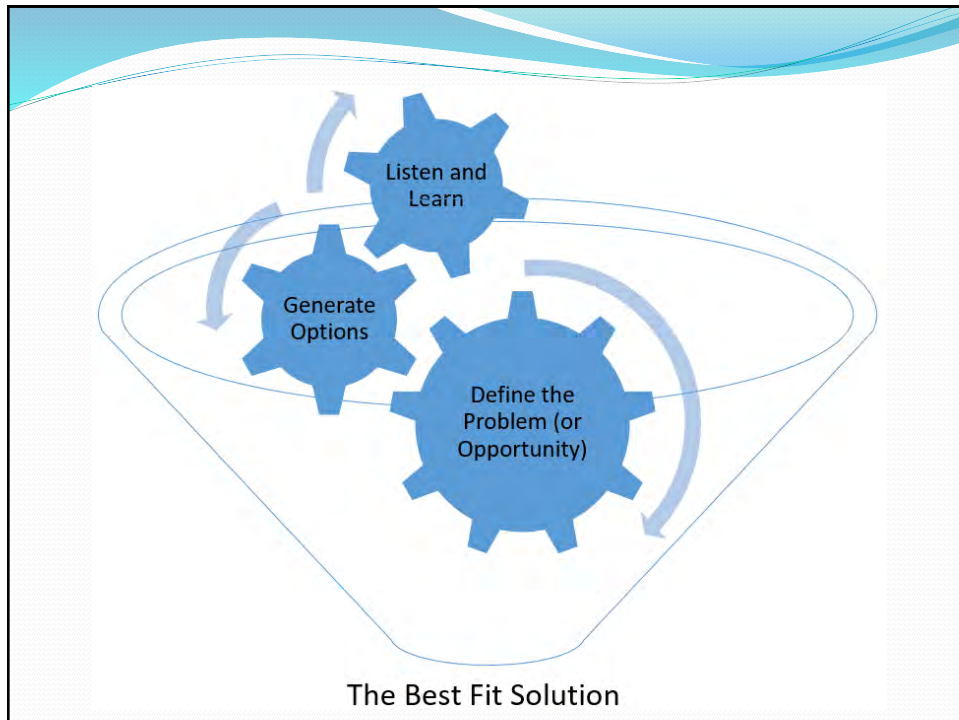 Listen and
Learn
Generate
Options
Define the
Problem (or
Opportunity)
The Best Fit Solution